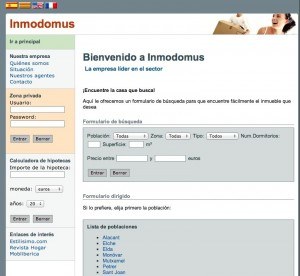 Inmodomus
Ir a principal
Nuestra empresa
Quiénes somos
Situación
Nuestros agentes
Contacto
Zona privada
Usuario:
Password:
Entrar
Borrar
Calculadora de hipotecas
Importe de la hipoteca:
moneda: euros
años: 20
Entrar
Borrar
Enlaces de interés
Estilisimo.com
Revista Hogar
Mobiberica
Bienvenido a Inmodomus
La empresa líder en el sector
¡Encuentre la casa que busca!
Aquí le ofrecemos un formulario de búsqueda para que encuentre fácilmente el inmueble que desea
Formulario de búsqueda
Población: Todas Zona: Todas Tipo: Todos Num Dormitorios:
Superficie: m²
Precio entre y euros
Entrar
Borrar
Formulario dirigido
Si lo prefiere, elija primero la población:
Lista de poblaciones
Alacant
Elche
Elda
Monóvar
Mutxamel
Petrer
Sant Joan